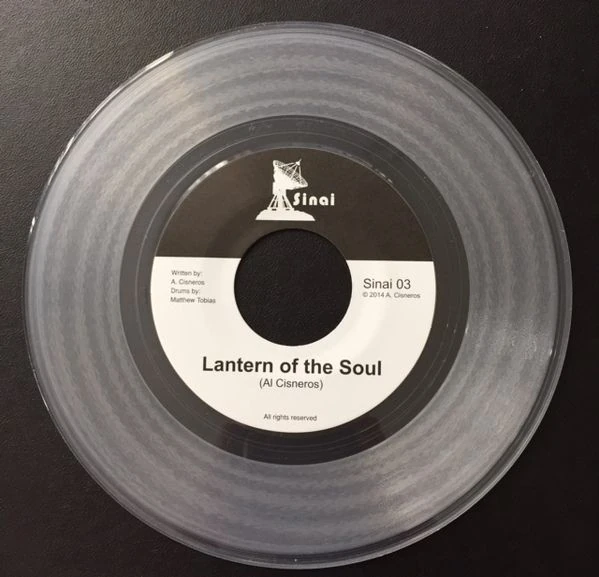 Sinai
Written by:
A. Cisneros
Drums by:
Matthew Tobias
Sinai 03
© 2014 A. Cisneros
Lantern of the Soul
(Al Cisneros)
All rights reserved